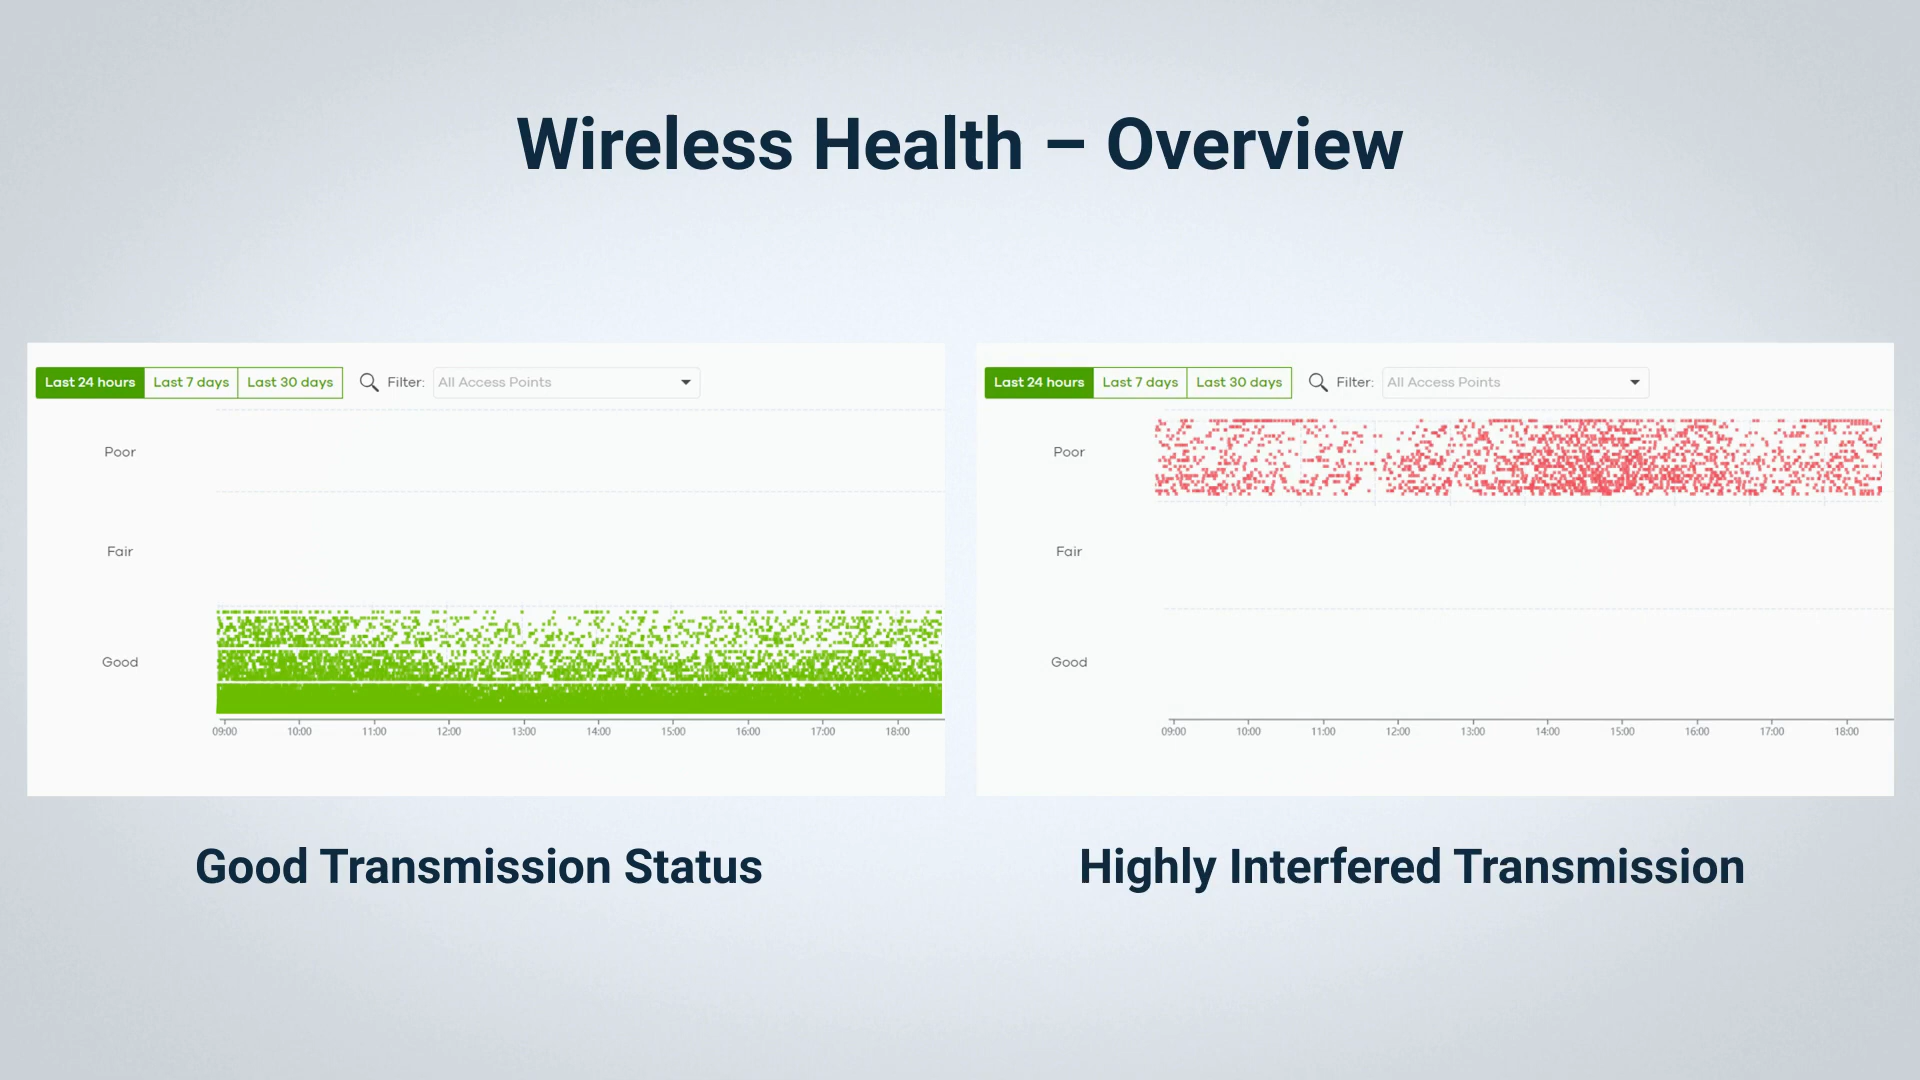 Wireless Health – Overview
Last 24 hours Last 7 days Last 30 days Filter: All Access Points
Poor
Fair
Good
09:00 10:00 11:00 12:00 13:00 14:00 15:00 16:00 17:00 18:00
Good Transmission Status
Last 24 hours Last 7 days Last 30 days Filter: All Access Points
Poor
Fair
Good
09:00 10:00 11:00 12:00 13:00 14:00 15:00 16:00 17:00 18:00
Highly Interfered Transmission